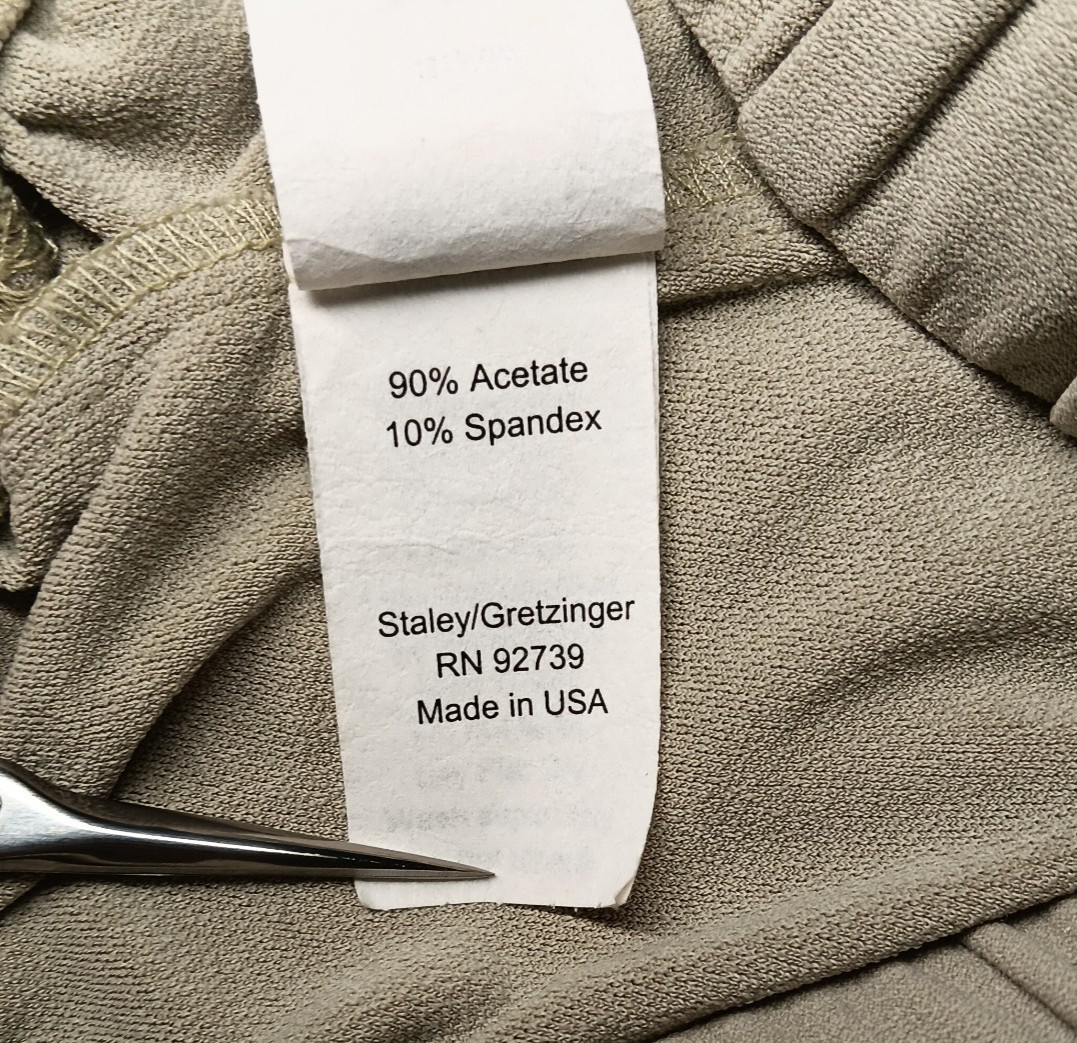 90% Acetate
10% Spandex
Staley/Gretzinger
RN 92739
Made in USA